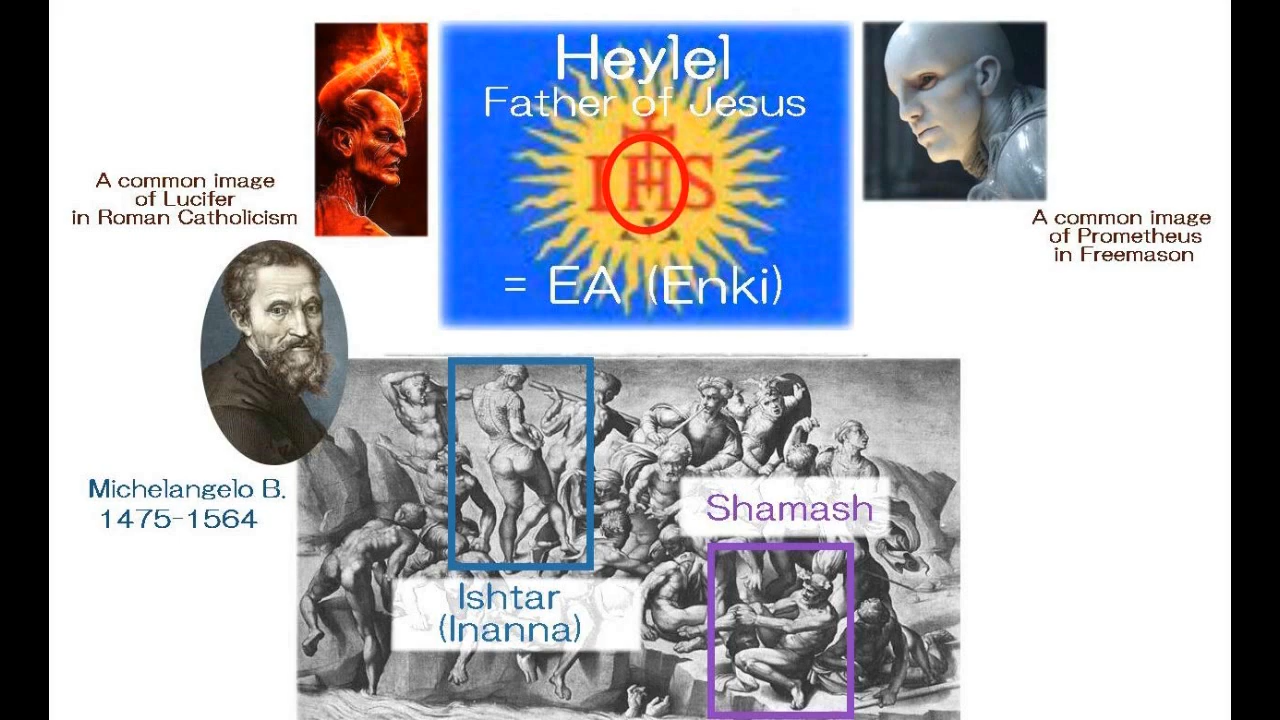 Heylel
Father of Jesus
IHS
= EA (Enki)
A common image
of Lucifer
in Roman Catholicism
A common image
of Prometheus
in Freemason
Michelangelo B.
1475-1564
Shamash
Ishtar
(Inanna)